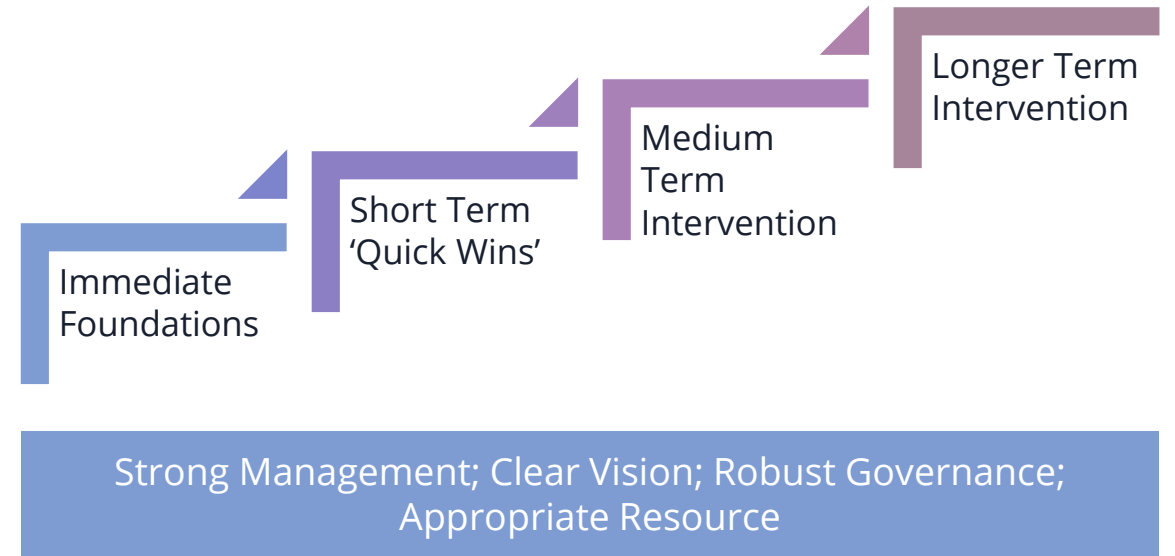 Longer Term
Intervention
Medium
Term
Intervention
Short Term
‘Quick Wins’
Immediate
Foundations
Strong Management; Clear Vision; Robust Governance;
Appropriate Resource